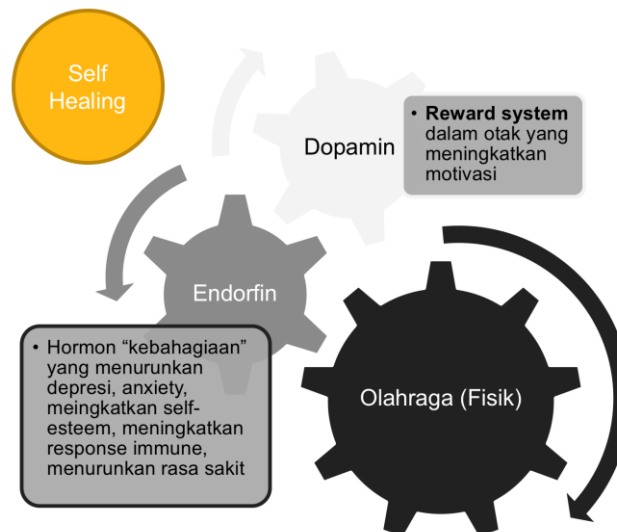 Self
Healing
Dopamin
• Reward system
dalam otak yang
meningkatkan
motivasi
Endorfin
• Hormon “kebahagiaan”
yang menurunkan
depresi, anxiety,
meingkatkan self-
esteem, meningkatkan
response immune,
menurunkan rasa sakit
Olahraga (Fisik)